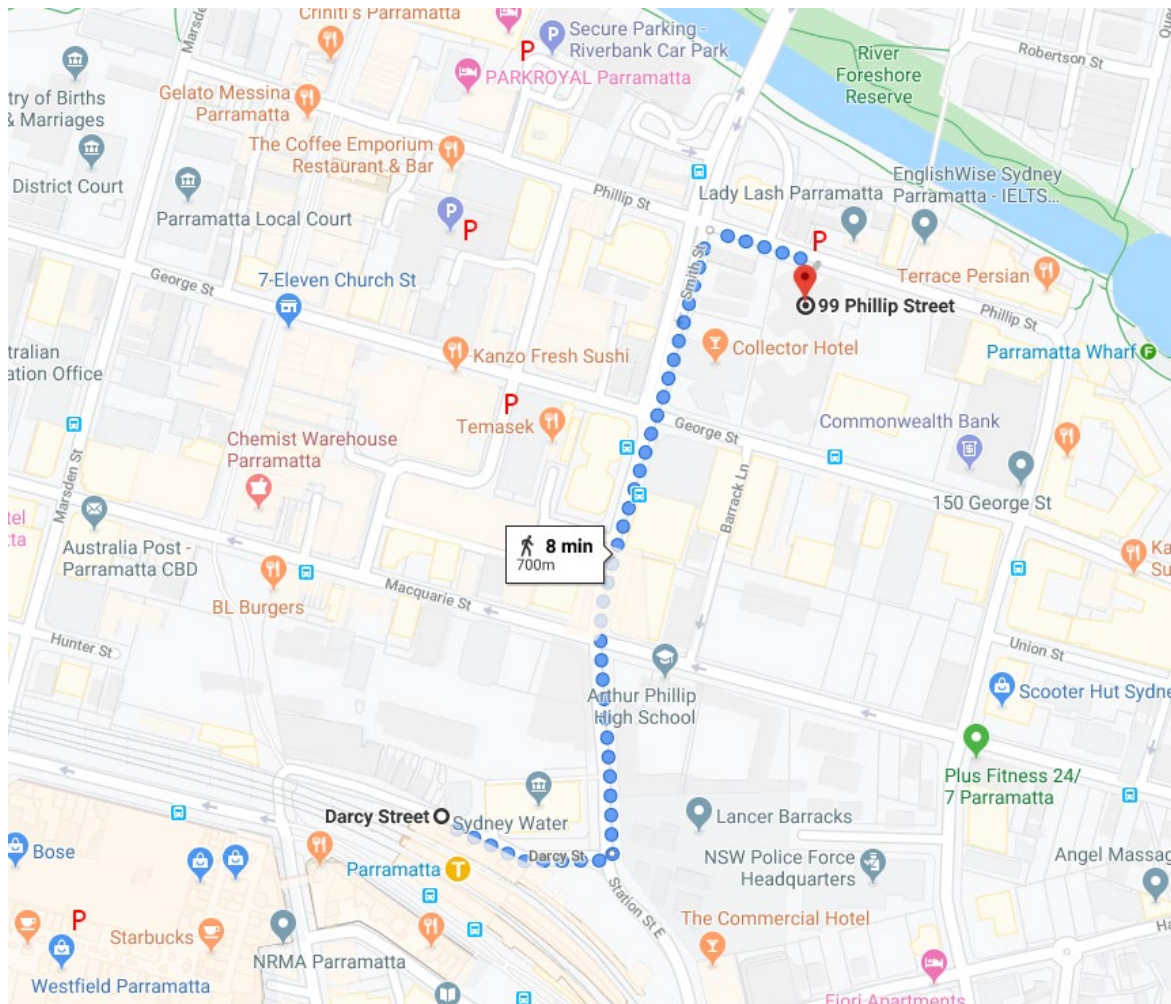 Criniti's Parramatta
P
Secure Parking -
Riverbank Car Park
P
PARKROYAL Parramatta
River
Foreshore
Reserve
Robertson St
Marsden
try of Births
& Marriages
Gelato Messina
Parramatta
The Coffee Emporium
Restaurant & Bar
District Court
Parramatta Local Court
P
P
Phillip St
Lady Lash Parramatta
EnglishWise Sydney
Parramatta - IELTS...
P
Smith St
Terrace Persian
99 Phillip Street
Phillip St
George St
7-Eleven Church St
Kanzo Fresh Sushi
Collector Hotel
Parramatta Wharf
F
tralian
ation Office
P
Temasek
George St
Commonwealth Bank
$
Chemist Warehouse
Parramatta
Marsden St
Barrack Ln
150 George St
tel
tta
Australia Post -
Parramatta CBD
8 min
700m
Ka
Su
BL Burgers
Macquarie St
Hunter St
Union St
Arthur Phillip
High School
Scooter Hut Sydne
Plus Fitness 24/
7 Parramatta
Darcy Street
Sydney Water
Lancer Barracks
Bose
Darcy St
Parramatta
T
NSW Police Force
Headquarters
Angel Massag
Station St E
P
Starbucks
The Commercial Hotel
Ha
NRMA Parramatta
Westfield Parramatta
Fiori Apartments